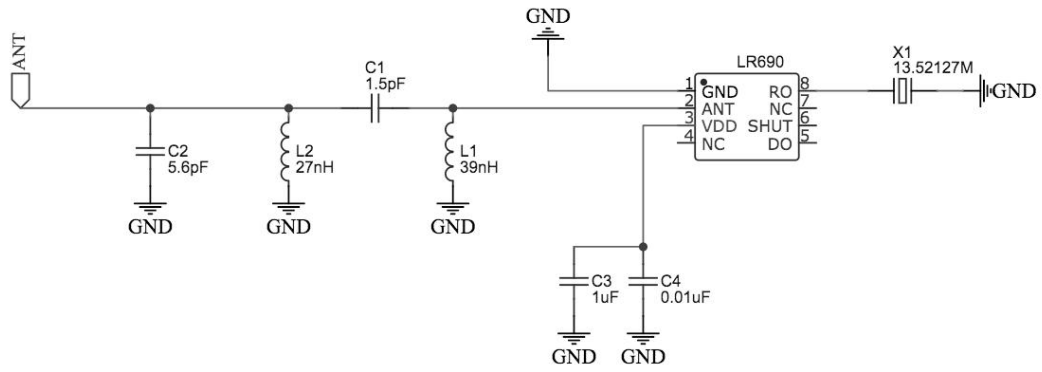 ANT
GND
C1
1.5pF
LR690
X1
13.52127M
1 GND RO 8
2 ANT NC 7
3 VDD SHUT 6
4 NC DO 5
GND
C2
5.6pF
L2
27nH
L1
39nH
GND
GND
GND
C3
1uF
C4
0.01uF
GND
GND